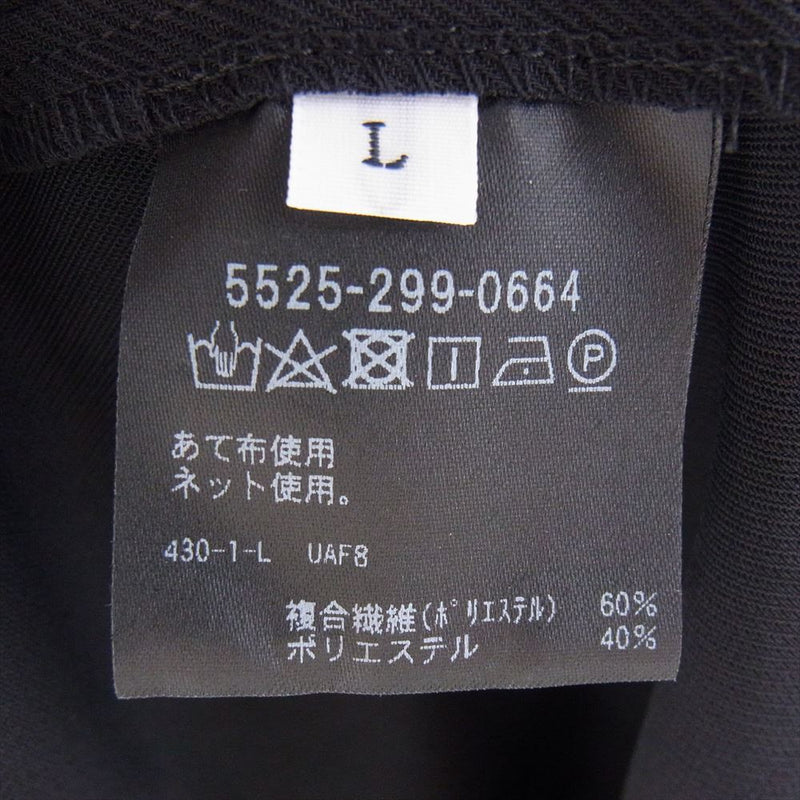 L
5525-299-0664
P
あて布使用
ネット使用。
430-1-L UAF8
複合繊維(ポリエステル) 60%
ポリエステル 40%